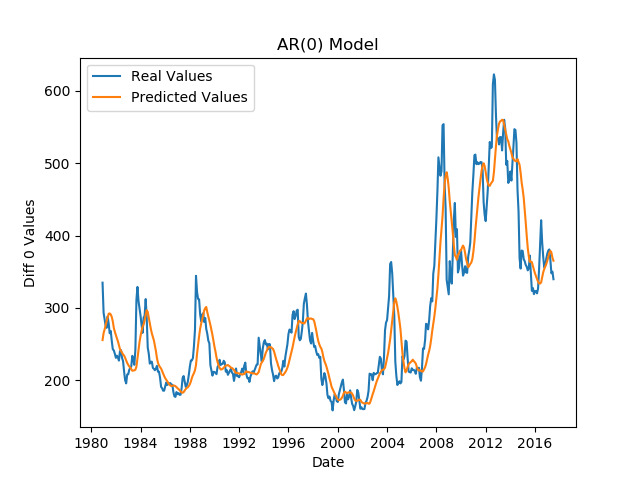 AR(0) Model
Real Values
Predicted Values
Diff 0 Values
600
500
400
300
200
1980 1984 1988 1992 1996 2000 2004 2008 2012 2016
Date